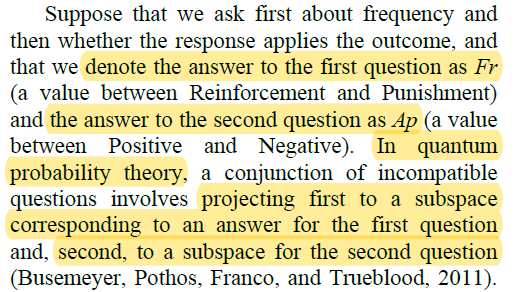 Suppose that we ask first about frequency and
then whether the response applies the outcome, and
that we denote the answer to the first question as Fr
(a value between Reinforcement and Punishment)
and the answer to the second question as Ap (a value
between Positive and Negative). In quantum
probability theory, a conjunction of incompatible
questions involves projecting first to a subspace
corresponding to an answer for the first question
and, second, to a subspace for the second question
(Busemeyer, Pothos, Franco, and Trueblood, 2011).